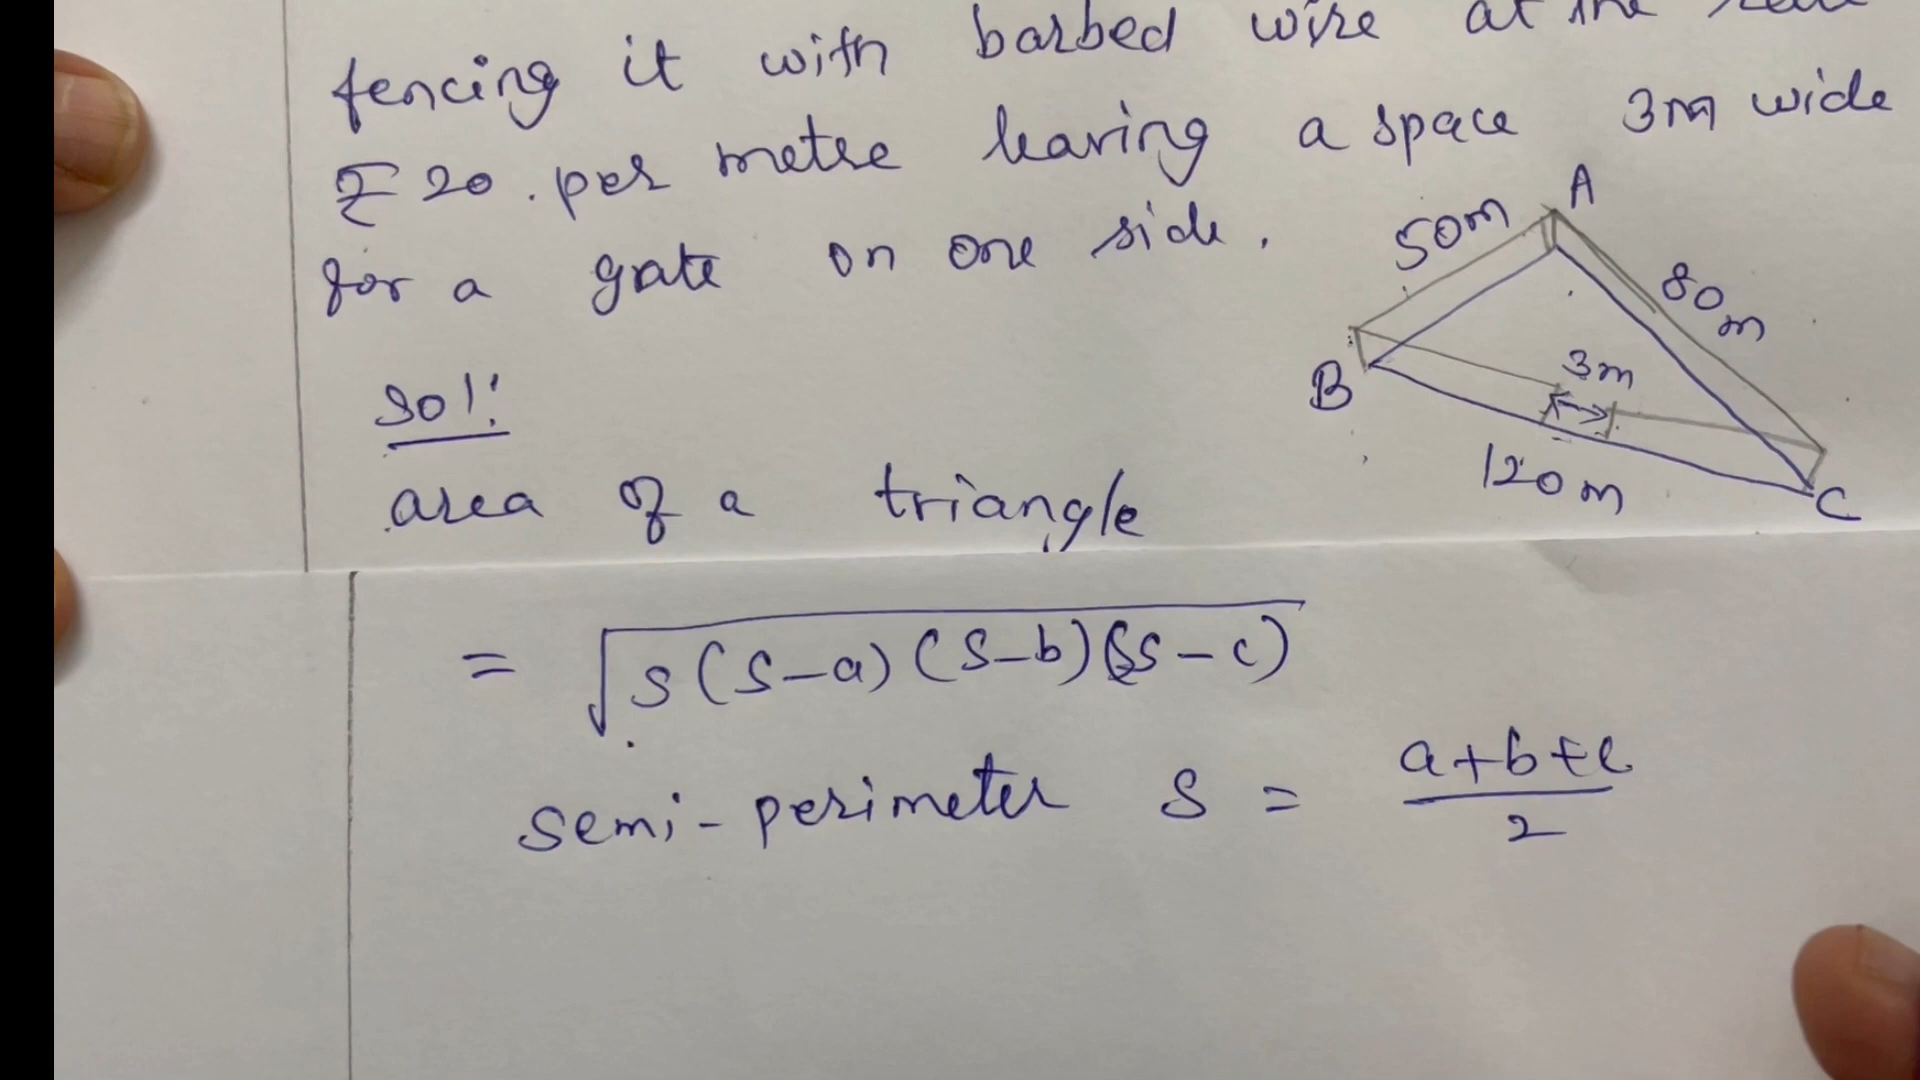 fencing it with barbed wire at the
₹ 20. per metre leaving a space 3m wide
for a gate on one side.
A
50m
80m
B
3m
120m
C
Sol:
area of a triangle
= √s(s-a)(s-b)(s-c)
semi-perimeter s = a+b+c
2